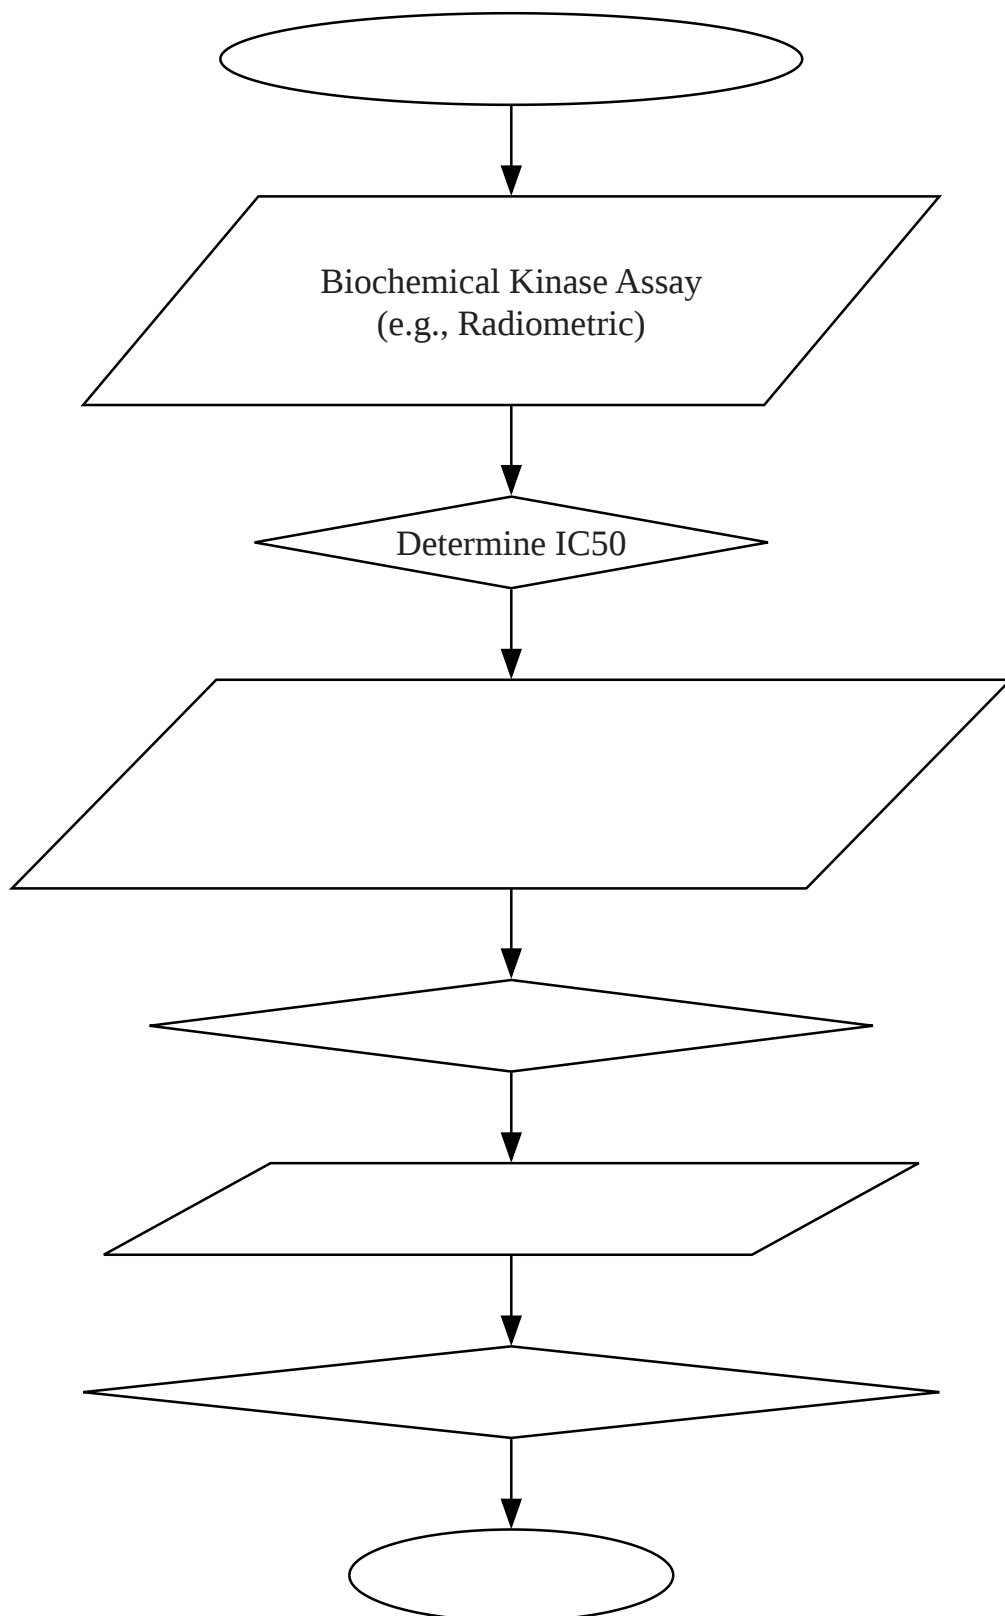 Biochemical Kinase Assay
(e.g., Radiometric)
Determine IC50